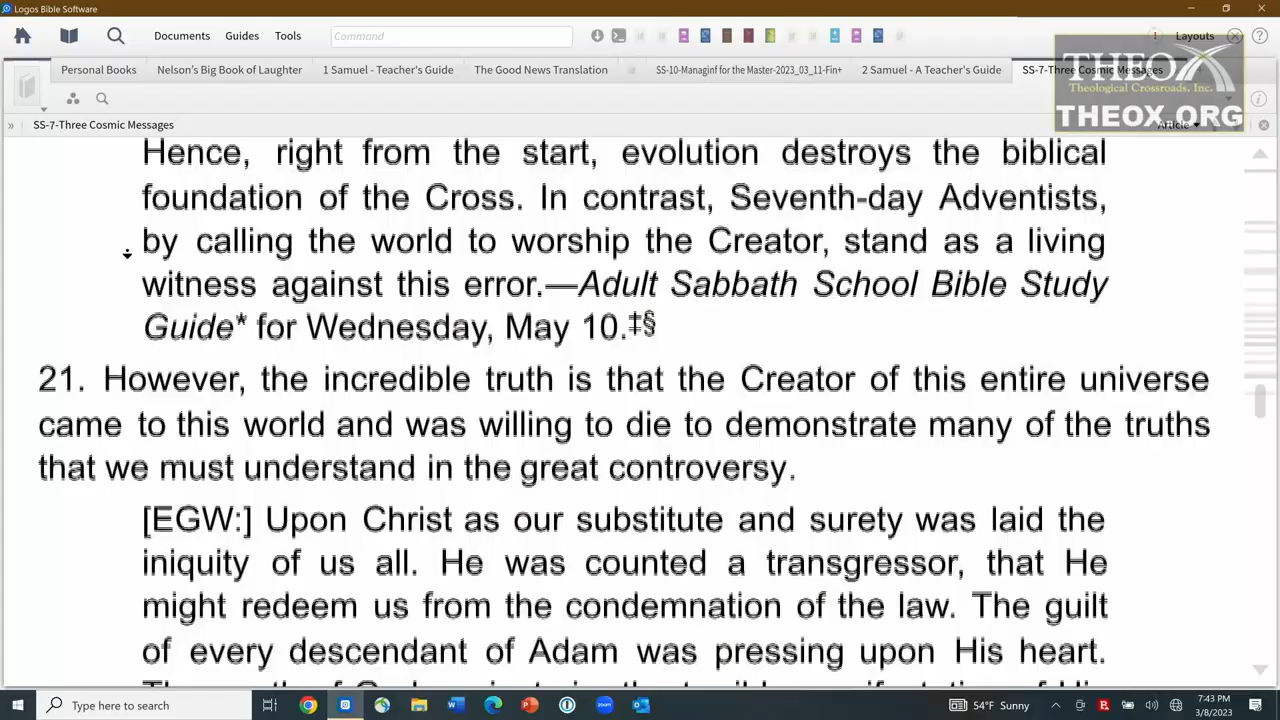 Logos Bible Software
Documents Guides Tools Command Layouts
Personal Books Nelson's Big Book of Laughter 1 Samuel Teach The Good News Translation SS-10-Managing for the Master-2023_03_11-Fin+ 2 Samuel - A Teacher's Guide SS-7-Three Cosmic Messages
THEOX
Theological Crossroads, Inc.
THEOX.ORG
SS-7-Three Cosmic Messages Article
Hence, right from the start, evolution destroys the biblical
foundation of the Cross. In contrast, Seventh-day Adventists,
by calling the world to worship the Creator, stand as a living
witness against this error.—Adult Sabbath School Bible Study
Guide* for Wednesday, May 10.‡§
21. However, the incredible truth is that the Creator of this entire universe
came to this world and was willing to die to demonstrate many of the truths
that we must understand in the great controversy.
[EGW:] Upon Christ as our substitute and surety was laid the
iniquity of us all. He was counted a transgressor, that He
might redeem us from the condemnation of the law. The guilt
of every descendant of Adam was pressing upon His heart.
Type here to search 54°F Sunny 7:43 PM
3/8/2023